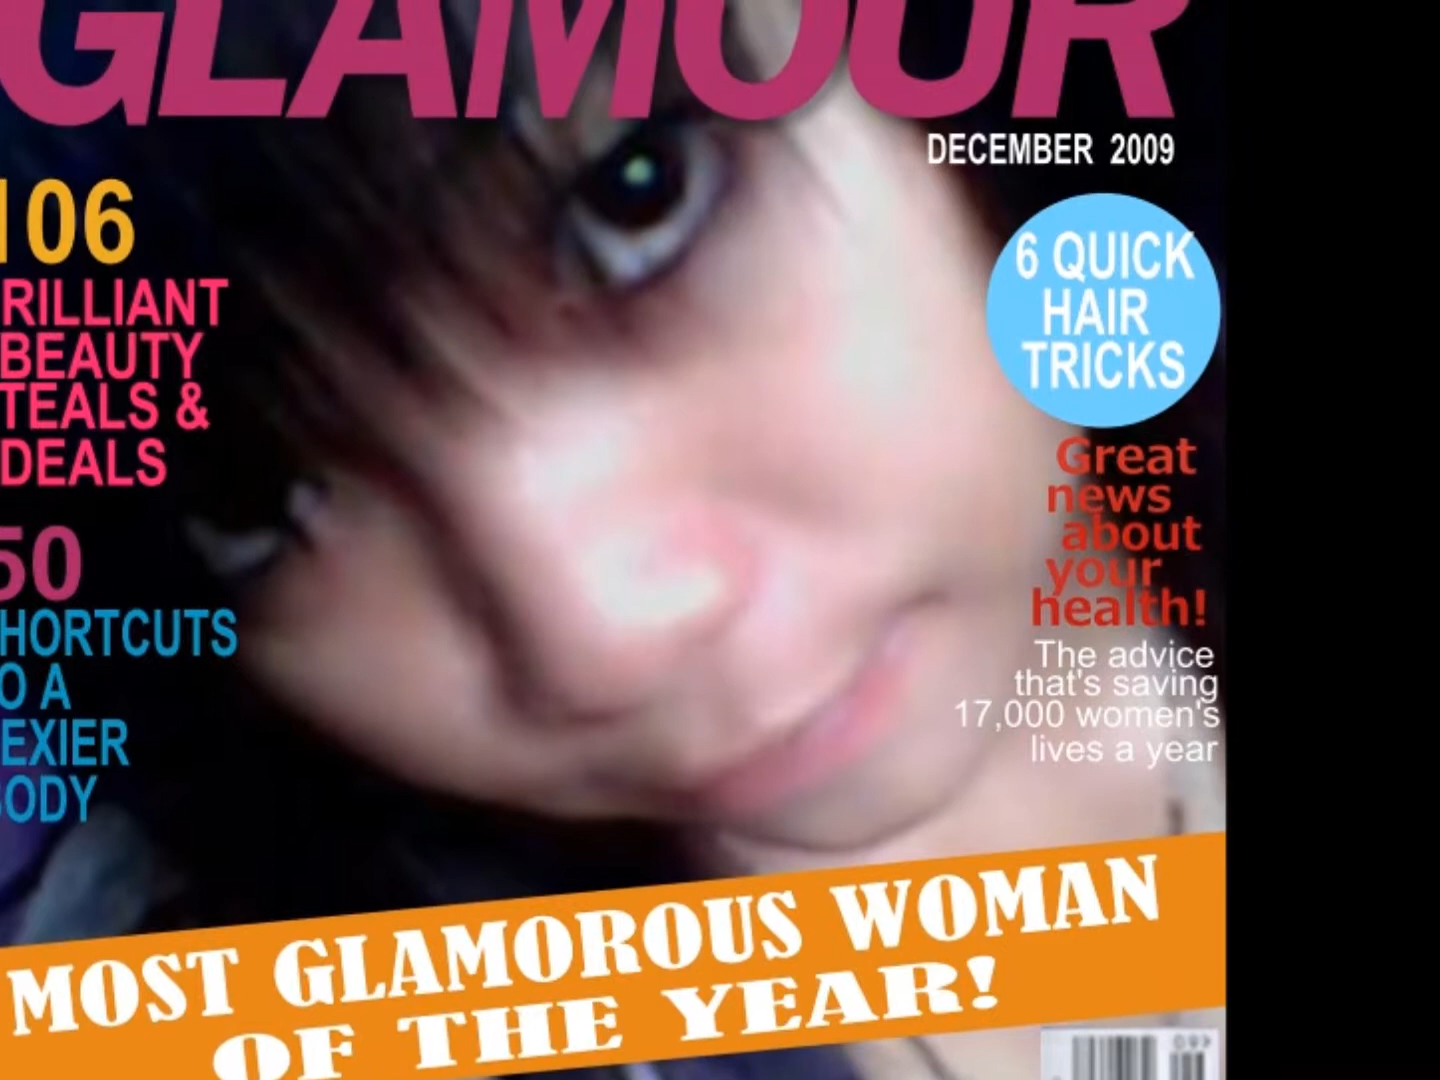 GLAMOUR
DECEMBER 2009
106
RILLIANT
BEAUTY
TEALS &
DEALS
50
HORTCUTS
O A
EXIER
BODY
6 QUICK
HAIR
TRICKS
Great
news
about
your
health!
The advice
that's saving
17,000 women's
lives a year
MOST GLAMOROUS WOMAN
OF THE YEAR!